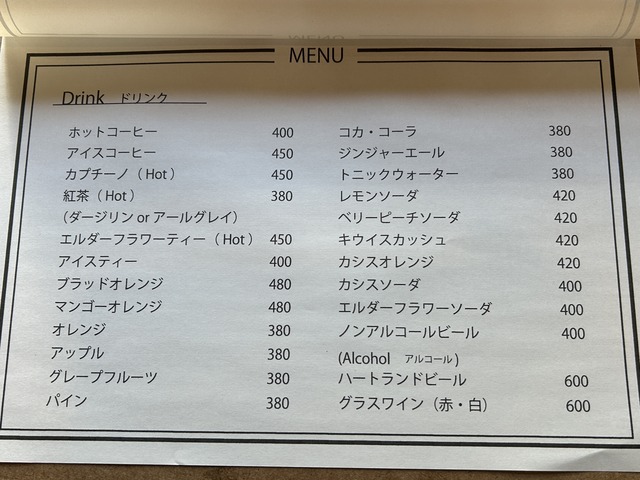 MENU
Drink ドリンク
ホットコーヒー 400
アイスコーヒー 450
カプチーノ（ Hot ） 450
紅茶（ Hot ） 380
（ダージリン or アールグレイ）
エルダーフラワーティー（ Hot ） 450
アイスティー 400
ブラッドオレンジ 480
マンゴーオレンジ 480
オレンジ 380
アップル 380
グレープフルーツ 380
パイン 380
コカ・コーラ 380
ジンジャーエール 380
トニックウォーター 380
レモンソーダ 420
ベリーピーチソーダ 420
キウイスカッシュ 420
カシスオレンジ 420
カシスソーダ 400
エルダーフラワーソーダ 400
ノンアルコールビール 400
(Alcohol アルコール)
ハートランドビール 600
グラスワイン（赤・白） 600